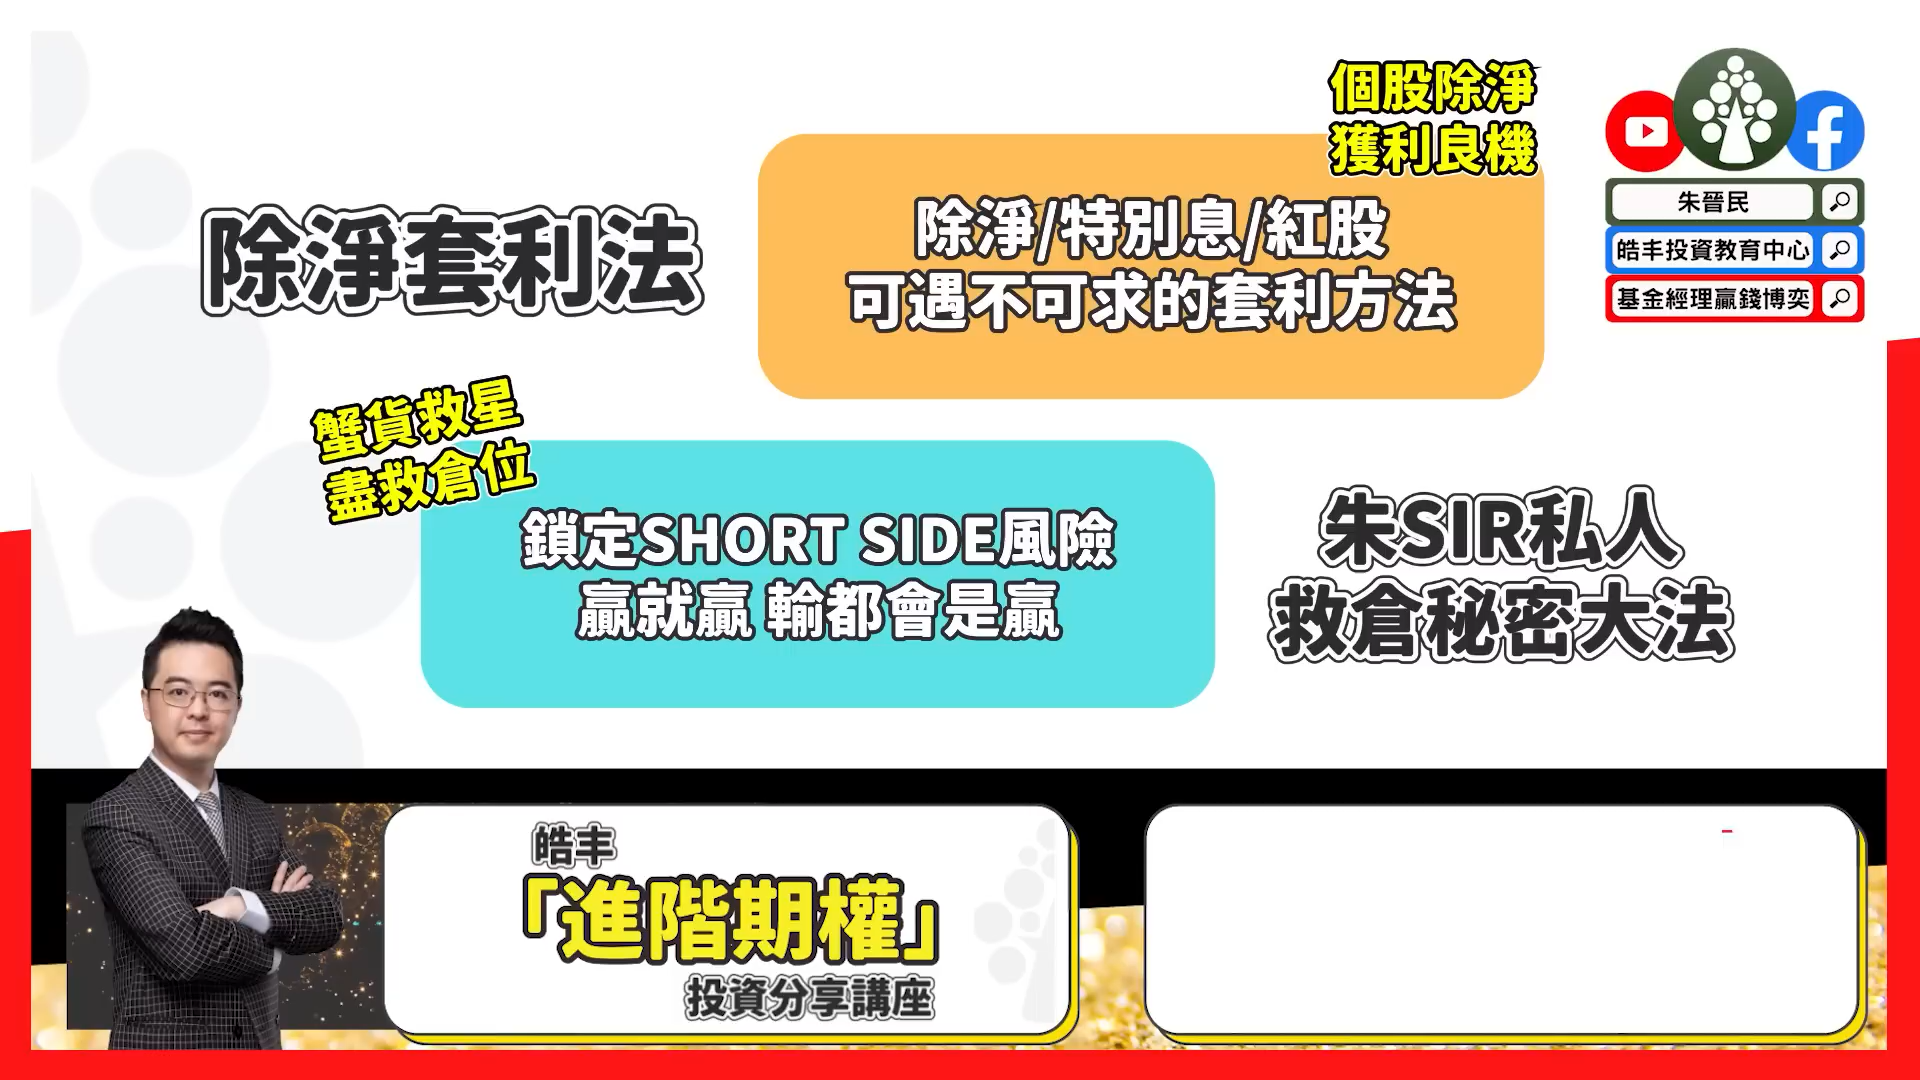 個股除淨
獲利良機
除淨套利法
除淨/特別息/紅股
可遇不可求的套利方法
朱晉民
皓丰投資教育中心
基金經理贏錢博奕
蟹貨救星
盡救倉位
鎖定SHORT SIDE風險
贏就贏 輸都會是贏
朱SIR私人
救倉秘密大法
皓丰
「進階期權」
投資分享講座